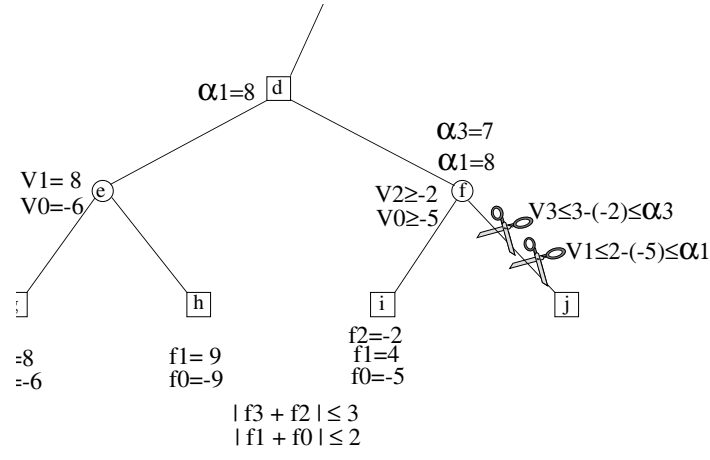 d
α1=8
α3=7
α1=8
V1= 8
V0=-6
e
V2≥-2
V0≥-5
f
V3≤3-(-2)≤α3
V1≤2-(-5)≤α1
h
i
j
=8
=-6
f1= 9
f0=-9
f2=-2
f1=4
f0=-5
| f3 + f2 | ≤ 3
| f1 + f0 | ≤ 2